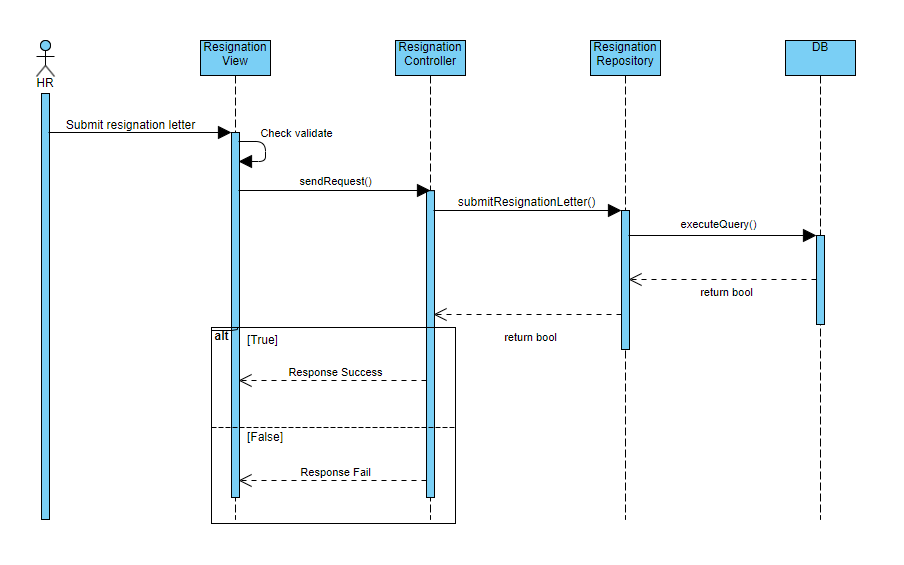 HR
Resignation
View
Resignation
Controller
Resignation
Repository
DB
Submit resignation letter
Check validate
sendRequest()
submitResignationLetter()
executeQuery()
return bool
return bool
alt
[True]
Response Success
[False]
Response Fail